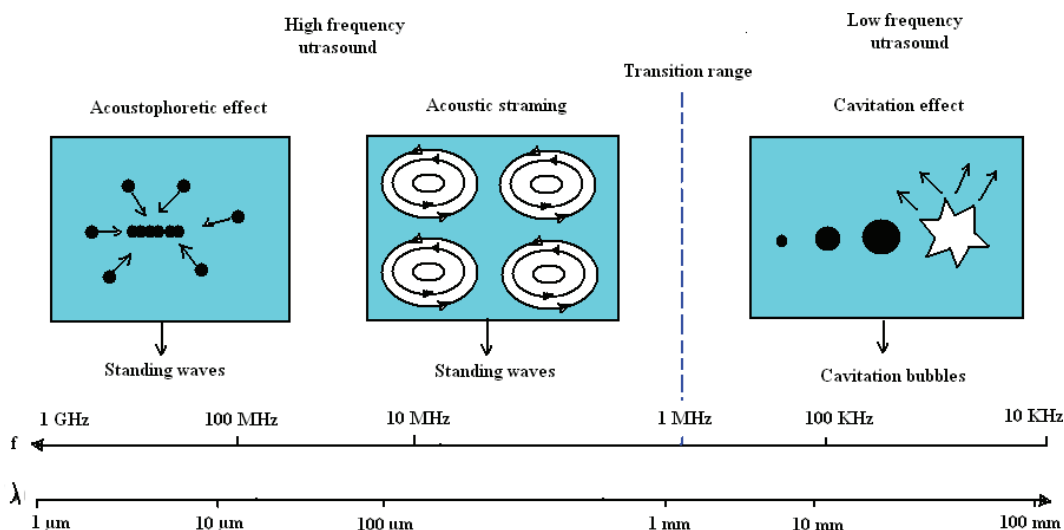 High frequency
utrasound
Low frequency
utrasound
Transition range
Acoustophoretic effect
Acoustic straming
Cavitation effect
Standing waves
Standing waves
Cavitation bubbles
1 GHz
100 MHz
10 MHz
1 MHz
100 KHz
10 KHz
f
λ
1 µm
10 µm
100 µm
1 mm
10 mm
100 mm